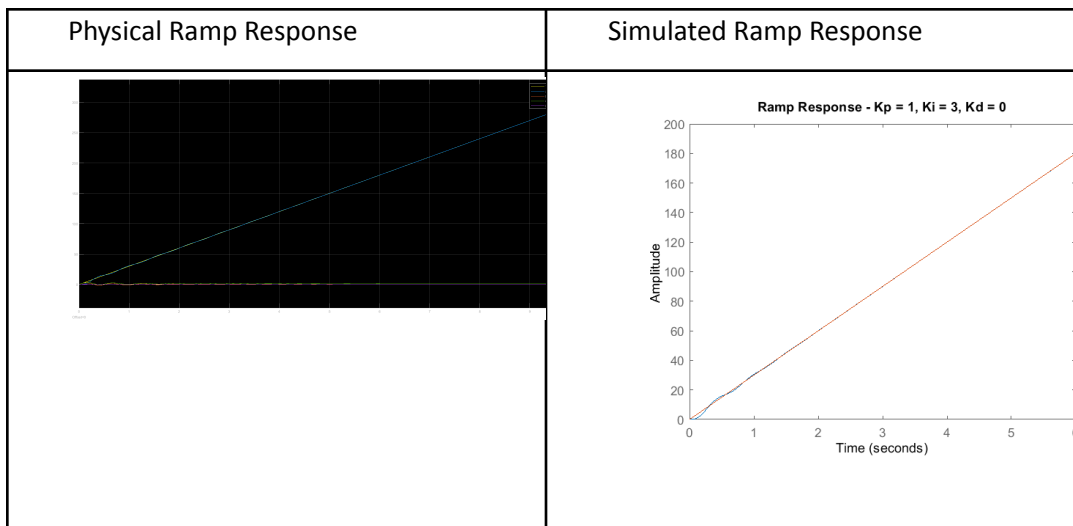 Physical Ramp Response
Simulated Ramp Response
Ramp Response - Kp = 1, Ki = 3, Kd = 0
200
180
160
140
120
100
80
60
40
20
0
Amplitude
0 1 2 3 4 5
Time (seconds)